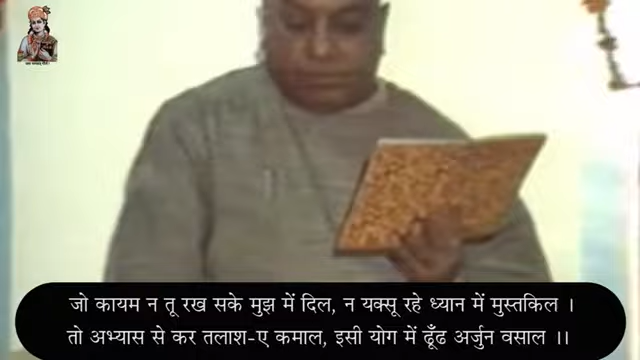 जो कायम न तू रख सके मुझ में दिल, न यक्सू रहे ध्यान में मुस्तकिल ।
तो अभ्यास से कर तलाश-ए कमाल, इसी योग में ढूँढ अर्जुन वसाल ।।